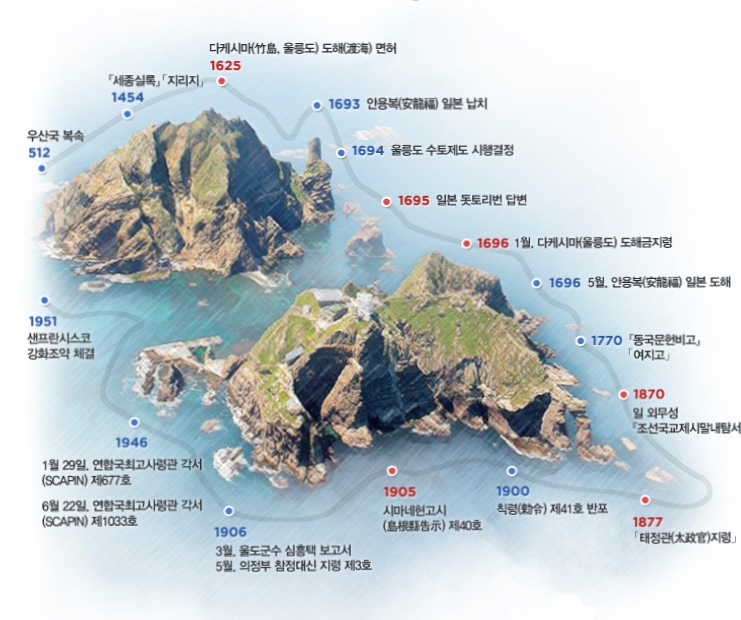 다케시마(竹島, 울릉도) 도해(渡海) 면허
1625
『세종실록』「지리지」
1454
우산국 복속
512
1693 안용복(安龍福) 일본 납치
1694 울릉도 수토제도 시행결정
1695 일본 돗토리번 답변
1696 1월. 다케시마(울릉도) 도해금지령
1696 5월. 안용복(安龍福) 일본 도해
1770 『동국문헌비고』
「여지고」
1870
일 외무성
『조선국교제시말내탐서
1877
「태정관(太政官)지령」
1900
칙령(勅令) 제41호 반포
1905
시마네현고시
(島根縣告示) 제40호
1906
3월. 울도군수 심흥택 보고서
5월. 의정부 참정대신 지령 제3호
1946
1월 29일. 연합국최고사령관 각서
(SCAPIN) 제677호
6월 22일. 연합국최고사령관 각서
(SCAPIN) 제1033호
1951
샌프란시스코
강화조약 체결